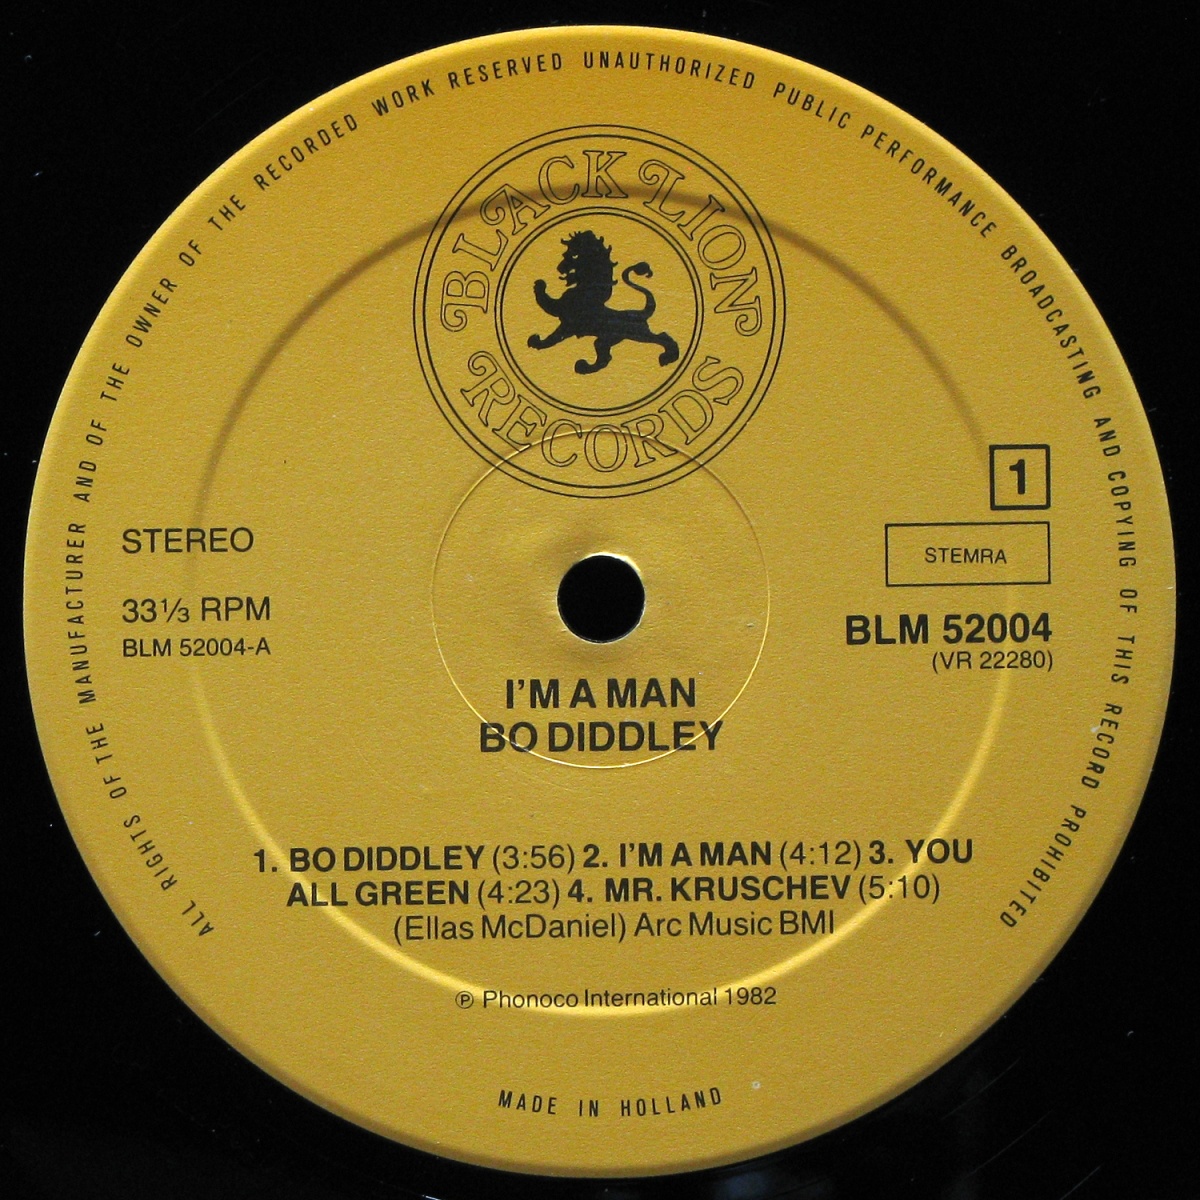 ALL RIGHTS OF THE MANUFACTURER AND OF THE OWNER OF THE RECORDED WORK RESERVED UNAUTHORIZED PUBLIC PERFORMANCE BROADCASTING AND COPYING OF THIS RECORD PROHIBITED
BLACK LION
RECORDS
1
STEREO
STEMRA
33⅓ RPM
BLM 52004-A
BLM 52004
(VR 22280)
I'M A MAN
BO DIDDLEY
1. BO DIDDLEY (3:56) 2. I'M A MAN (4:12) 3. YOU
ALL GREEN (4:23) 4. MR. KRUSCHEV (5:10)
(Ellas McDaniel) Arc Music BMI
℗ Phonoco International 1982
MADE IN HOLLAND